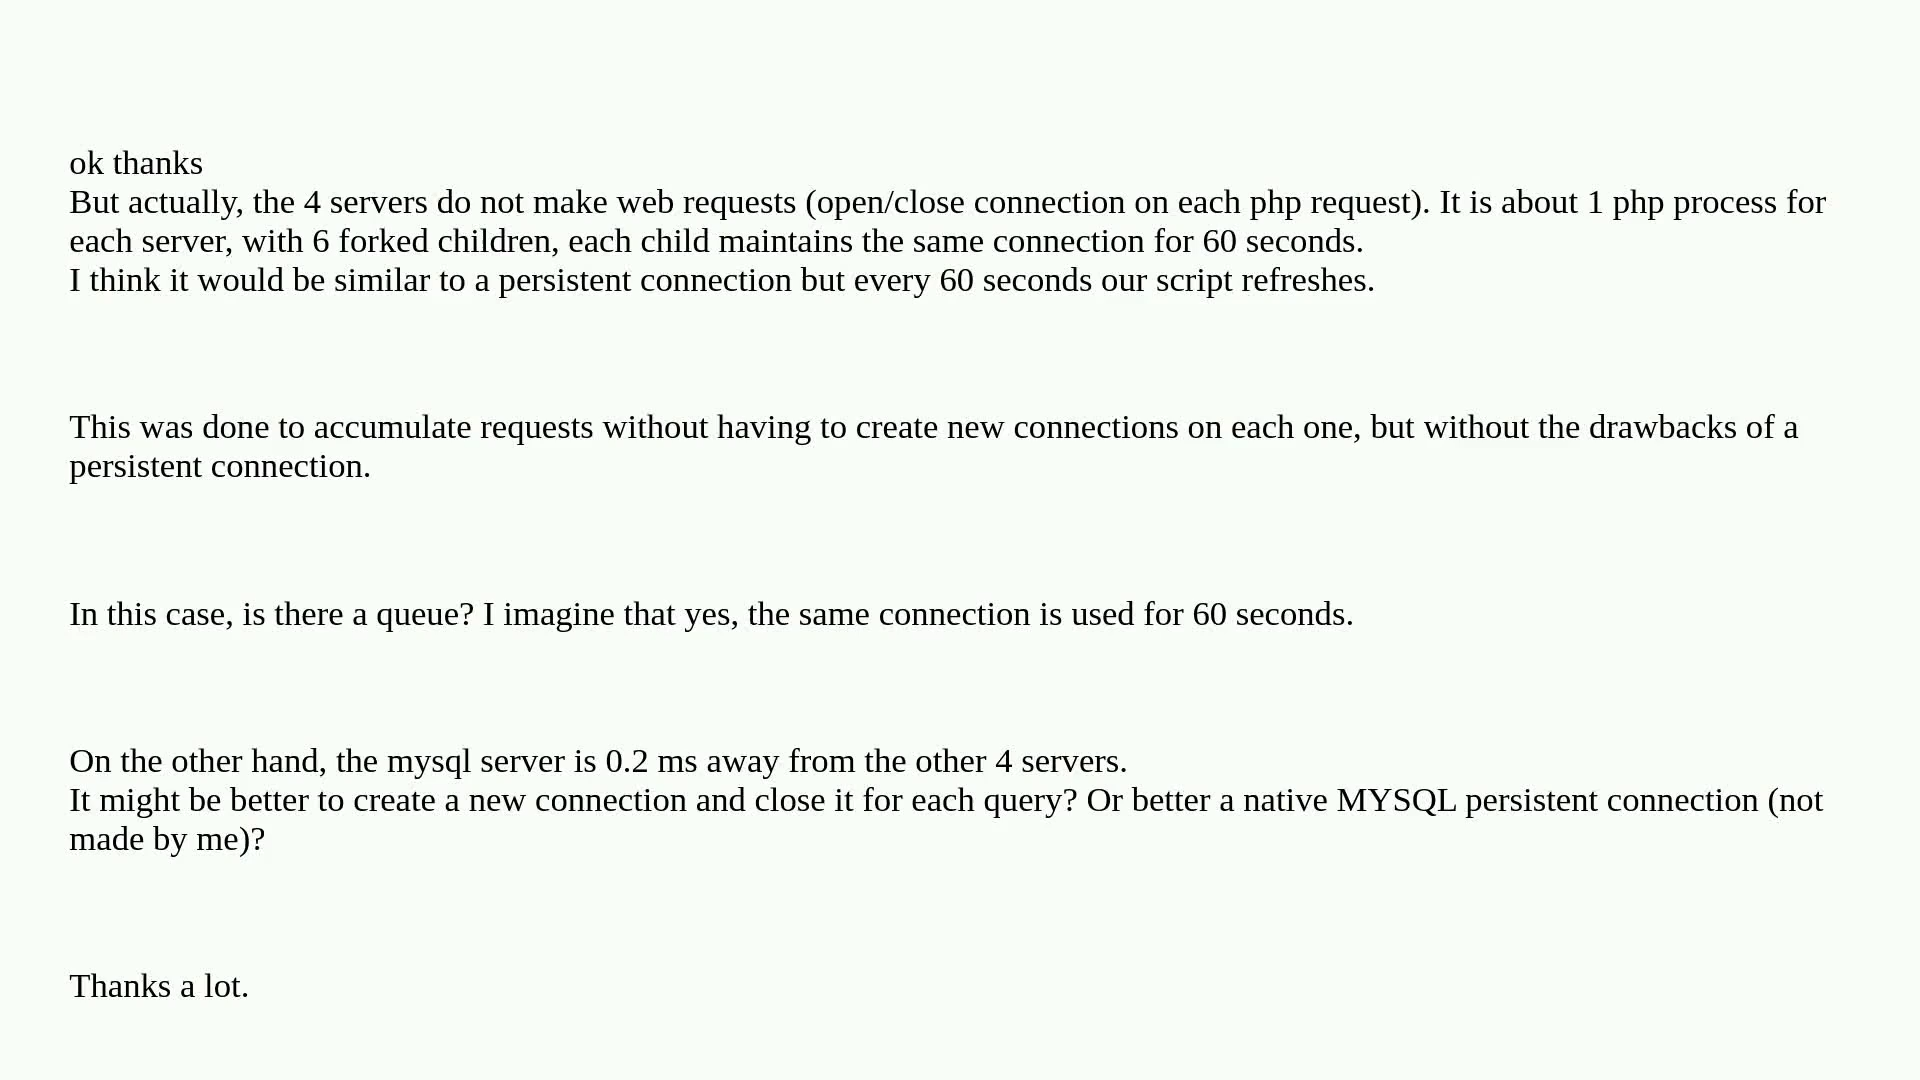 ok thanks
But actually, the 4 servers do not make web requests (open/close connection on each php request). It is about 1 php process for
each server, with 6 forked children, each child maintains the same connection for 60 seconds.
I think it would be similar to a persistent connection but every 60 seconds our script refreshes.
This was done to accumulate requests without having to create new connections on each one, but without the drawbacks of a
persistent connection.
In this case, is there a queue? I imagine that yes, the same connection is used for 60 seconds.
On the other hand, the mysql server is 0.2 ms away from the other 4 servers.
It might be better to create a new connection and close it for each query? Or better a native MYSQL persistent connection (not
made by me)?
Thanks a lot.